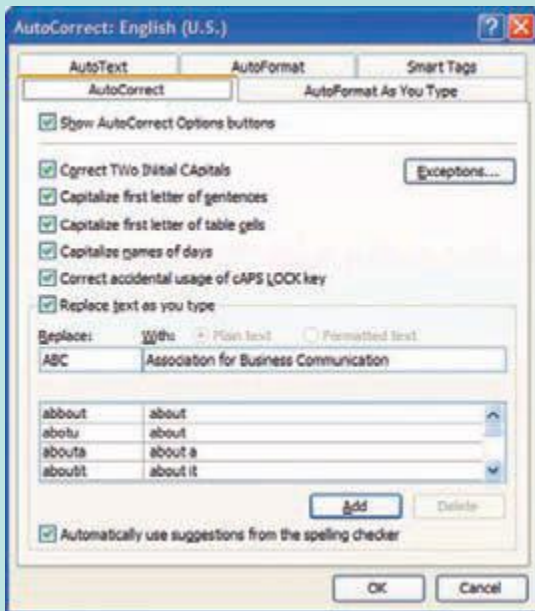 AutoCorrect: English (U.S.)
AutoText AutoFormat Smart Tags
AutoCorrect AutoFormat As You Type
Show AutoCorrect Options buttons
Correct TWo INitial CApitals Exceptions...
Capitalize first letter of sentences
Capitalize first letter of table cells
Capitalize names of days
Correct accidental usage of cAPS LOCK key
Replace text as you type
Replace: With: Plain text Formatted text
ABC Association for Business Communication
abbout about
abotu about
abouta about a
aboutit about it
Add Delete
Automatically use suggestions from the spelling checker
OK Cancel